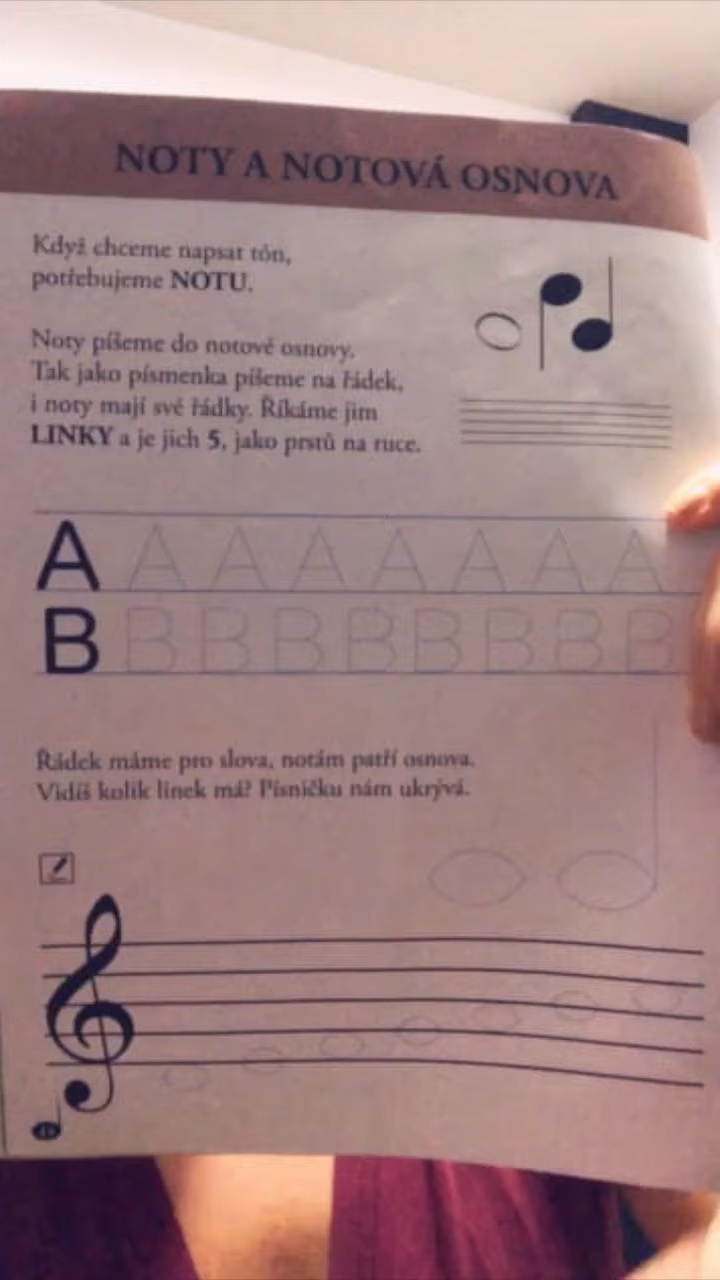 NOTY A NOTOVÁ OSNOVA
Když chceme napsat tón,
potřebujeme NOTU.
Noty píšeme do notové osnovy.
Tak jako písmenka píšeme na řádek,
i noty mají své řádky. Říkáme jim
LINKY a je jich 5, jako prstů na ruce.
A A A A A A A A
B B B B B B B B B
Řádek máme pro slova, notám patří osnova.
Vidíš kolik linek má? Písničku nám ukrývá.